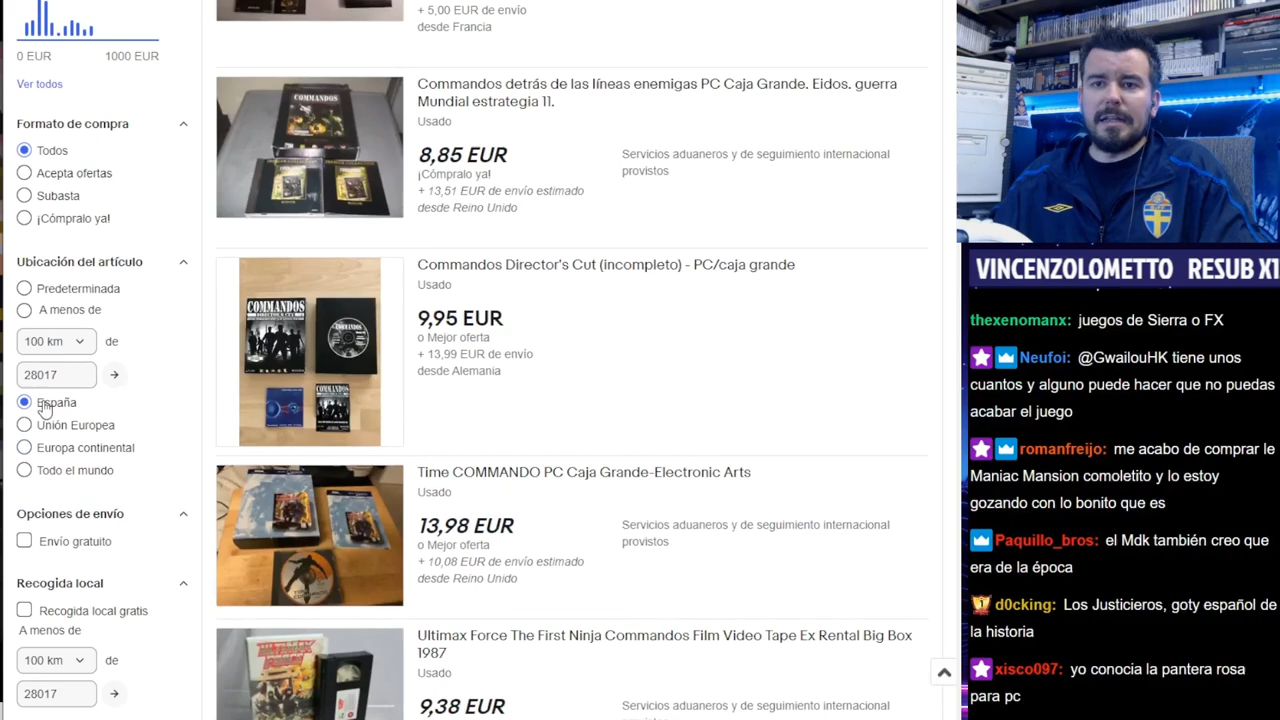 0 EUR 1000 EUR
Ver todos
Formato de compra
Todos
Acepta ofertas
Subasta
¡Cómpralo ya!
Ubicación del artículo
Predeterminada
A menos de
100 km de
28017
España
Unión Europea
Europa continental
Todo el mundo
Opciones de envío
Envío gratuito
Recogida local
Recogida local gratis
A menos de
100 km de
28017
+ 5,00 EUR de envío
desde Francia
COMMANDOS
Commandos detrás de las líneas enemigas PC Caja Grande. Eidos. guerra
Mundial estrategia 11.
Usado
8,85 EUR
¡Cómpralo ya!
+ 13,51 EUR de envío estimado
desde Reino Unido
Servicios aduaneros y de seguimiento internacional
provistos
COMMANDOS
COMMANDOS
Commandos Director's Cut (incompleto) - PC/caja grande
Usado
9,95 EUR
o Mejor oferta
+ 13,99 EUR de envío
desde Alemania
Time COMMANDO PC Caja Grande-Electronic Arts
Usado
13,98 EUR
o Mejor oferta
+ 10,08 EUR de envío estimado
desde Reino Unido
Servicios aduaneros y de seguimiento internacional
provistos
Ultimax Force The First Ninja Commandos Film Video Tape Ex Rental Big Box
1987
Usado
9,38 EUR
Servicios aduaneros y de seguimiento internacional
VINCENZOLOMETTO RESUB X1
thexenomanx: juegos de Sierra o FX
Neufoi: @GwailouHK tiene unos
cuantos y alguno puede hacer que no puedas
acabar el juego
romanfreijo: me acabo de comprar le
Maniac Mansion comoletito y lo estoy
gozando con lo bonito que es
Paquillo_bros: el Mdk también creo que
era de la época
d0cking: Los Justicieros, goty español de
la historia
xisco097: yo conocia la pantera rosa
para pc